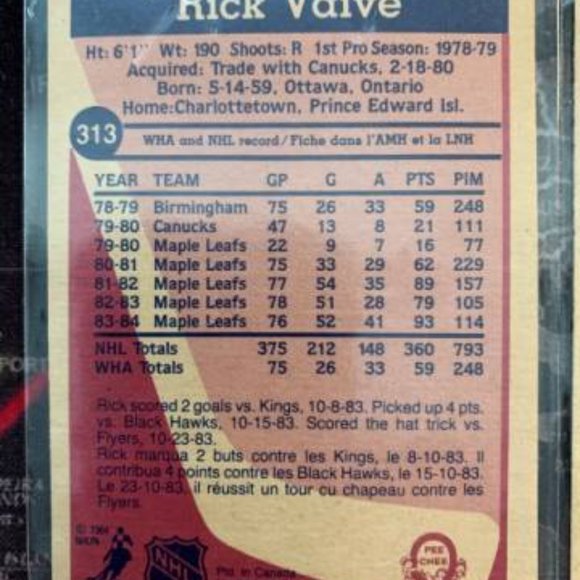 Rick Vaive
Ht: 6'1" Wt: 190 Shoots: R 1st Pro Season: 1978-79
Acquired: Trade with Canucks, 2-18-80
Born: 5-14-59, Ottawa, Ontario
Home:Charlottetown, Prince Edward Isl.
313
WHA and NHL record/Fiche dans l'AMH et la LNH
YEAR TEAM GP G A PTS PIM
78-79 Birmingham 75 26 33 59 248
79-80 Canucks 47 13 8 21 111
79-80 Maple Leafs 22 9 7 16 77
80-81 Maple Leafs 75 33 29 62 229
81-82 Maple Leafs 77 54 35 89 157
82-83 Maple Leafs 78 51 28 79 105
83-84 Maple Leafs 76 52 41 93 114
NHL Totals 375 212 148 360 793
WHA Totals 75 26 33 59 248
Rick scored 2 goals vs. Kings, 10-8-83. Picked up 4 pts.
vs. Black Hawks, 10-15-83. Scored the hat trick vs.
Flyers, 10-23-83.
Rick marqua 2 buts contre les Kings, le 8-10-83. Il
contribua 4 points contre les Black Hawks, le 15-10-83.
Le 23-10-83, il réussit un tour cu chapeau contre les
Flyers.
© 1984
NHL
Ptd. in Canada
O PEE
CHEE